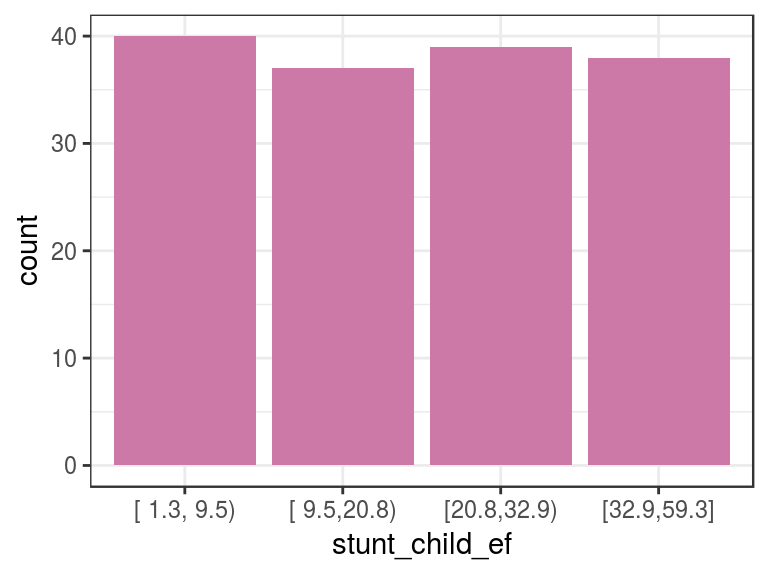 40
30
20
10
0
count
[ 1.3, 9.5)
[ 9.5,20.8)
[20.8,32.9)
[32.9,59.3]
stunt_child_ef